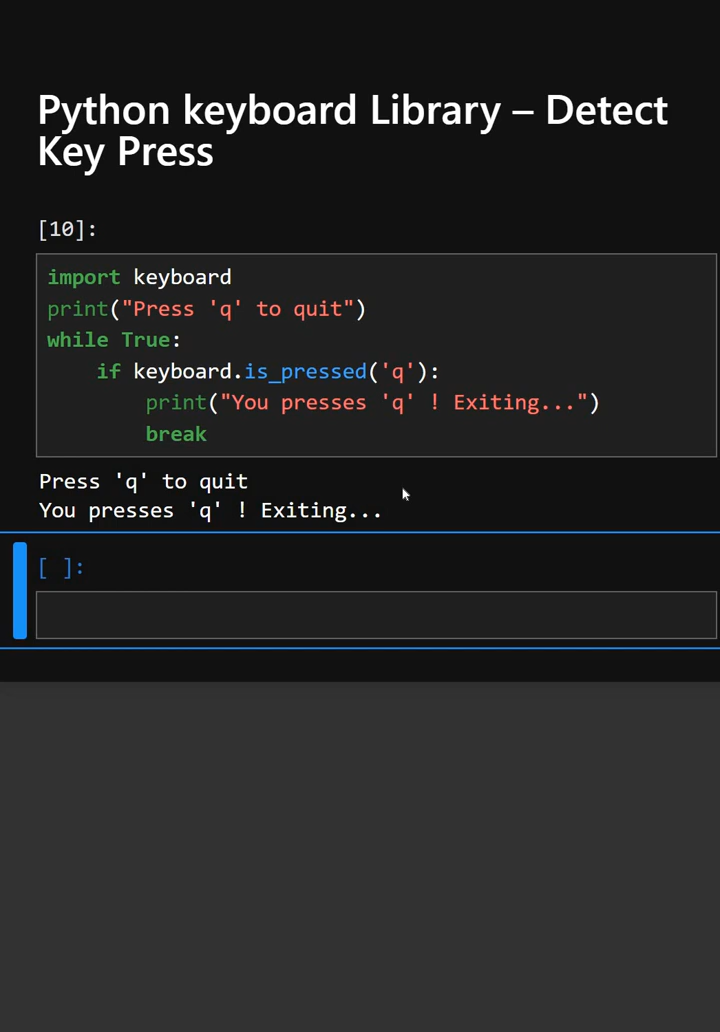 Python keyboard Library – Detect
Key Press
[10]:
import keyboard
print("Press 'q' to quit")
while True:
    if keyboard.is_pressed('q'):
        print("You presses 'q' ! Exiting...")
        break
Press 'q' to quit
You presses 'q' ! Exiting...
[ ]: